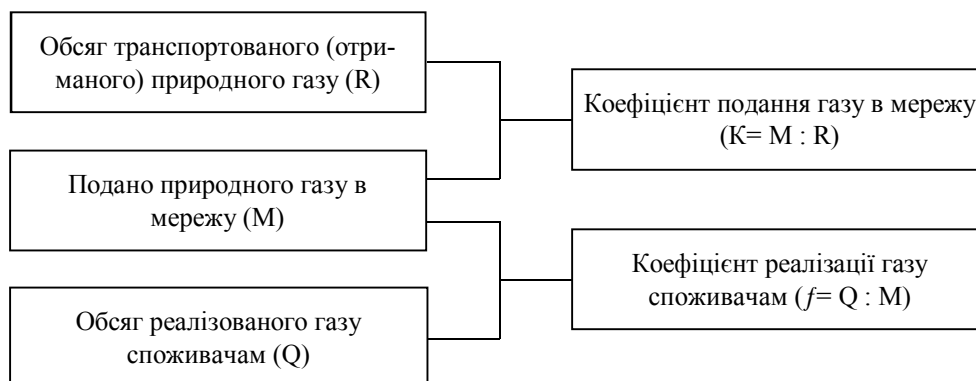 Обсяг транспортованого (отри-
маного) природного газу (R)
Подано природного газу в
мережу (M)
Обсяг реалізованого газу
споживачам (Q)
Коефіцієнт подання газу в мережу
(К= M : R)
Коефіцієнт реалізації газу
споживачам (f= Q : M)